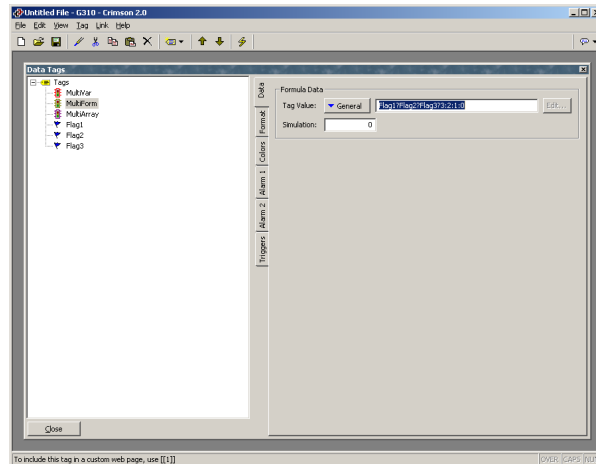 Untitled File - G310 - Crimson 2.0
File Edit View Tag Link Help
Data Tags
Tags
MultiVar
MultiForm
MultiArray
Flag1
Flag2
Flag3
Data
Format
Colors
Alarm 1
Alarm 2
Triggers
Formula Data
Tag Value: General Flag1?Flag2?Flag3?3:2:1:0 Edit...
Simulation: 0
Close
To include this tag in a custom web page, use [[1]]
OVER CAPS NUM